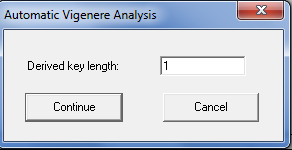 Automatic Vigenere Analysis
Derived key length: 1
Continue Cancel